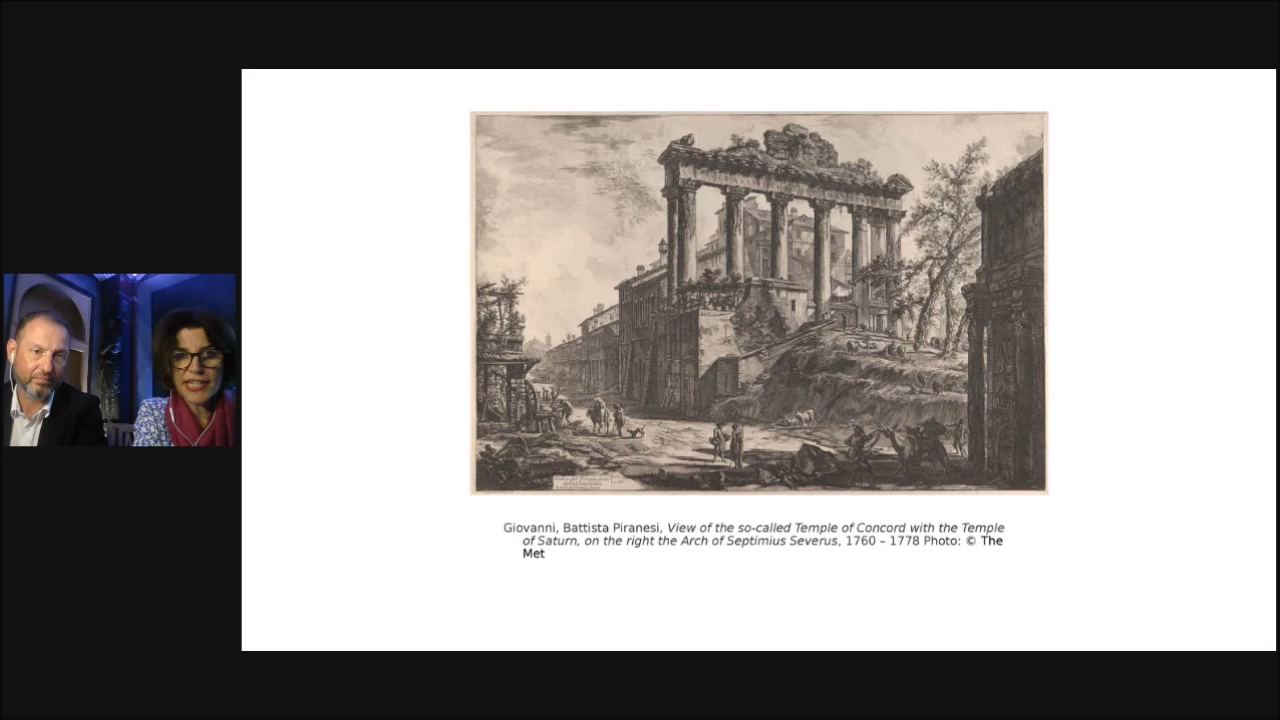 Giovanni, Battista Piranesi, View of the so-called Temple of Concord with the Temple
of Saturn, on the right the Arch of Septimius Severus, 1760 – 1778 Photo: © The
Met